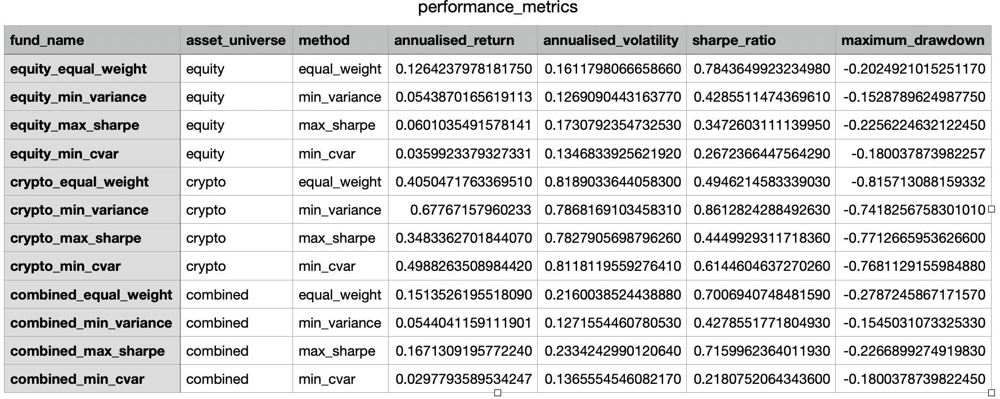 performance_metrics
fund_name asset_universe method annualised_return annualised_volatility sharpe_ratio maximum_drawdown
equity_equal_weight equity equal_weight 0.1264237978181750 0.1611798066658660 0.7843649923234980 -0.2024921015251170
equity_min_variance equity min_variance 0.0543870165619113 0.1269090443163770 0.4285511474369610 -0.1528789624987750
equity_max_sharpe equity max_sharpe 0.0601035491578141 0.1730792354732530 0.3472603111139950 -0.2256224632122450
equity_min_cvar equity min_cvar 0.0359923379327331 0.1346833925621920 0.2672366447564290 -0.180037873982257
crypto_equal_weight crypto equal_weight 0.4050471763369510 0.8189033644058300 0.4946214583339030 -0.815713088159332
crypto_min_variance crypto min_variance 0.67767157960233 0.7868169103458310 0.8612824288492630 -0.7418256758301010
crypto_max_sharpe crypto max_sharpe 0.3483362701844070 0.7827905698796260 0.4449929311718360 -0.7712665953626600
crypto_min_cvar crypto min_cvar 0.4988263508984420 0.8118119559276410 0.6144604637270260 -0.7681129155984880
combined_equal_weight combined equal_weight 0.1513526195518090 0.2160038524438880 0.7006940748481590 -0.2787245867171570
combined_min_variance combined min_variance 0.0544041159111901 0.1271554460780530 0.4278551771804930 -0.1545031073325330
combined_max_sharpe combined max_sharpe 0.1671309195772240 0.2334242990120640 0.7159962364011930 -0.2266899274919830
combined_min_cvar combined min_cvar 0.0297793589534247 0.1365554546082170 0.2180752064343600 -0.1800378739822450